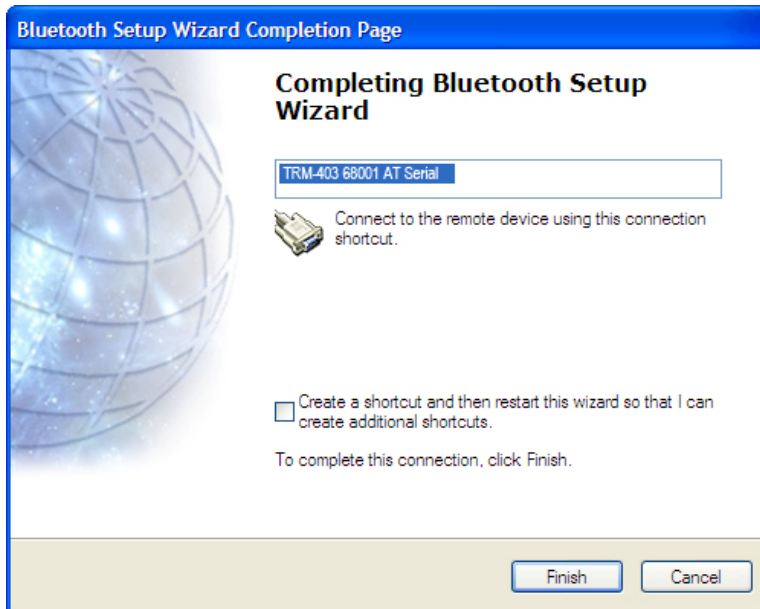 Bluetooth Setup Wizard Completion Page
Completing Bluetooth Setup
Wizard
TRM-403 68001 AT Serial
Connect to the remote device using this connection
shortcut.
Create a shortcut and then restart this wizard so that I can
create additional shortcuts.
To complete this connection, click Finish.
Finish
Cancel